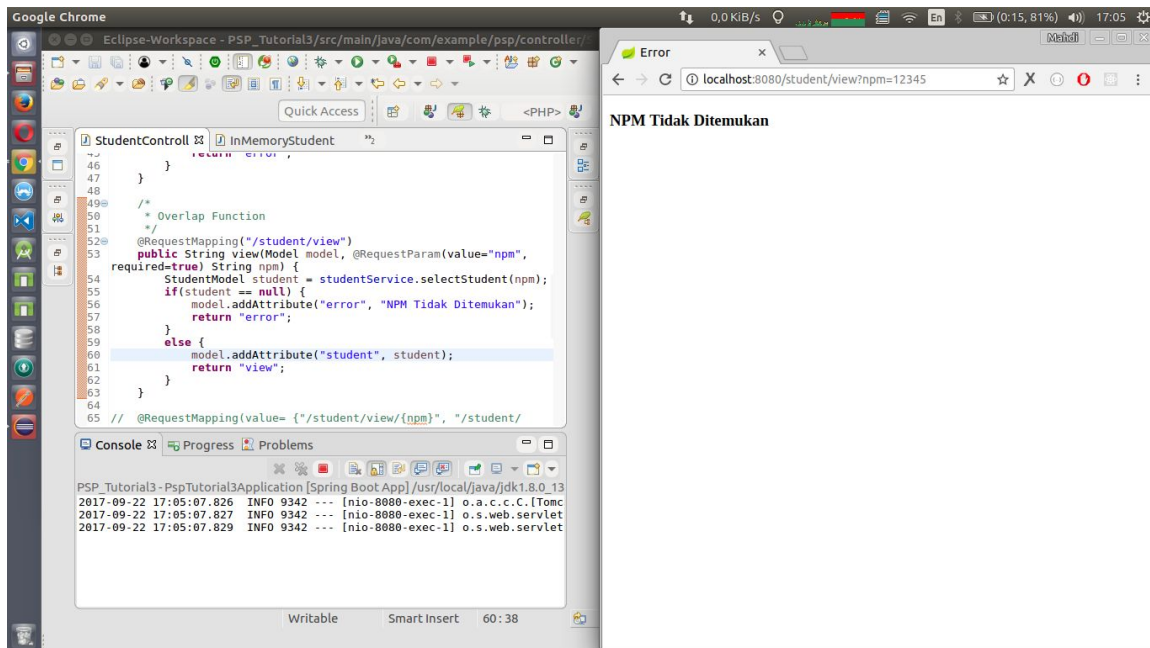 Google Chrome
0,0 KiB/s
En
(0:15, 81%)
17:05
Eclipse-Workspace - PSP_Tutorial3/src/main/java/com/example/psp/controller/
Quick Access
<PHP>
StudentControll
InMemoryStudent
2
45 return "error";
46 }
47 }
48
49 /*
50 * Overlap Function
51 */
52 @RequestMapping("/student/view")
53 public String view(Model model, @RequestParam(value="npm",
required=true) String npm) {
54 StudentModel student = studentService.selectStudent(npm);
55 if(student == null) {
56 model.addAttribute("error", "NPM Tidak Ditemukan");
57 return "error";
58 }
59 else {
60 model.addAttribute("student", student);
61 return "view";
62 }
63 }
64
65 // @RequestMapping(value= {"/student/view/{npm}", "/student/
Console
Progress
Problems
PSP_Tutorial3 - PspTutorial3Application [Spring Boot App] /usr/local/java/jdk1.8.0_13
2017-09-22 17:05:07.826 INFO 9342 --- [nio-8080-exec-1] o.a.c.c.C.[Tomc
2017-09-22 17:05:07.827 INFO 9342 --- [nio-8080-exec-1] o.s.web.servlet
2017-09-22 17:05:07.829 INFO 9342 --- [nio-8080-exec-1] o.s.web.servlet
Writable
Smart Insert
60 : 38
Mahdi
Error
localhost:8080/student/view?npm=12345
NPM Tidak Ditemukan